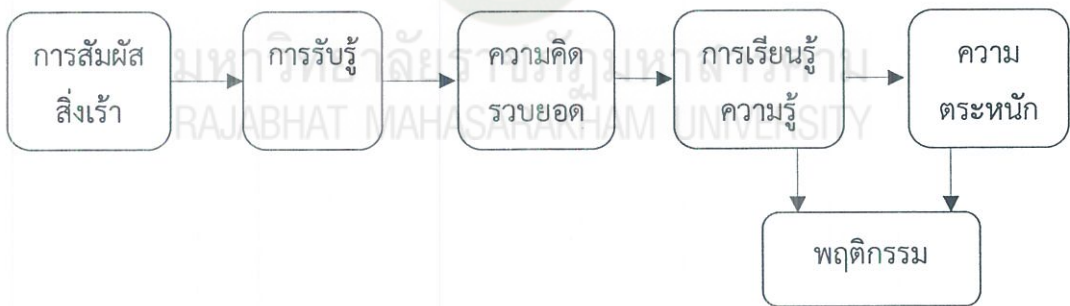 การสัมผัส
สิ่งเร้า
การรับรู้
ความคิด
รวบยอด
การเรียนรู้
ความรู้
ความ
ตระหนัก
พฤติกรรม
มหาวิทยาลัยราชภัฏมหาสารคาม
RAJABHAT MAHASARAKHAM UNIVERSITY